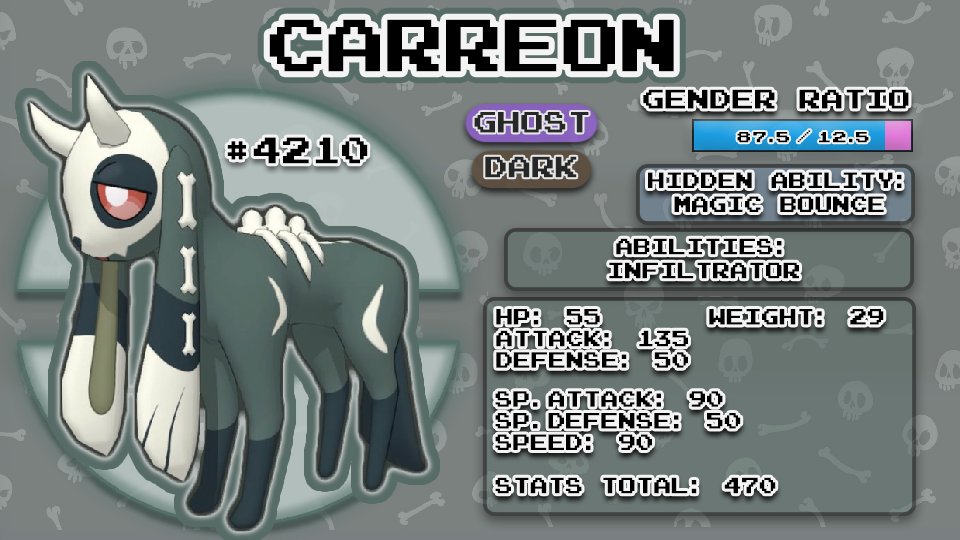 CARREON
#4210
GHOST
DARK
GENDER RATIO
87.5 / 12.5
HIDDEN ABILITY:
MAGIC BOUNCE
ABILITIES:
INFILTRATOR
HP: 55 WEIGHT: 29
ATTACK: 135
DEFENSE: 50
SP. ATTACK: 90
SP. DEFENSE: 50
SPEED: 90
STATS TOTAL: 470